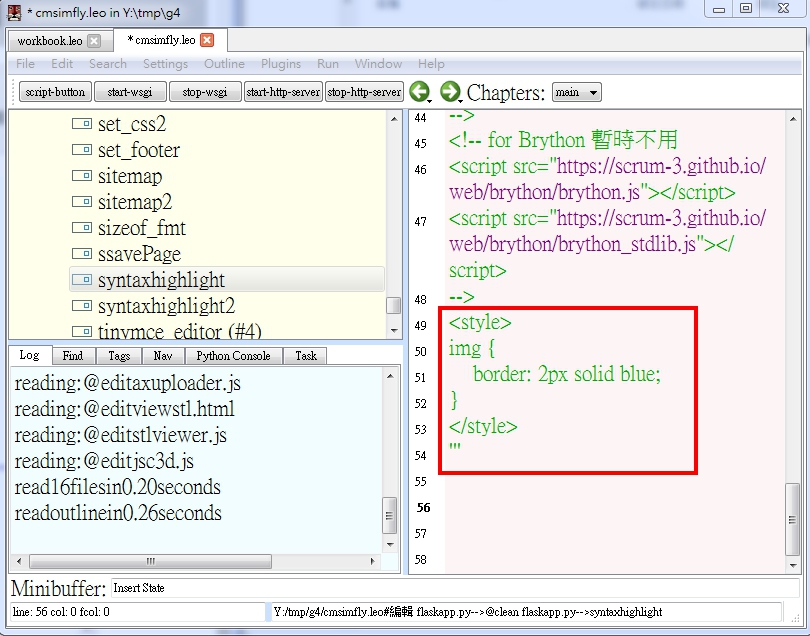 * cmsimfly.leo in Y:\tmp\g4
workbook.leo
* cmsimfly.leo
File Edit Search Settings Outline Plugins Run Window Help
script-button start-wsgi stop-wsgi start-http-server stop-http-server Chapters: main
set_css2
set_footer
sitemap
sitemap2
sizeof_fmt
ssavePage
syntaxhighlight
syntaxhighlight2
tinymce_editor (#4)
Log Find Tags Nav Python Console Task
reading:@editaxuploader.js
reading:@editviewstl.html
reading:@editstlviewer.js
reading:@editjsc3d.js
read16filesin0.20seconds
readoutlinein0.26seconds
44 -->
45 <!-- for Brython 暫時不用
46 <script src="https://scrum-3.github.io/
web/brython/brython.js"></script>
47 <script src="https://scrum-3.github.io/
web/brython/brython_stdlib.js"></
script>
48 -->
49 <style>
50 img {
51 border: 2px solid blue;
52 }
53 </style>
54 '''
55
56
57
58
Minibuffer: Insert State
line: 56 col: 0 fcol: 0
Y:/tmp/g4/cmsimfly.leo#編輯 flaskapp.py-->@clean flaskapp.py-->syntaxhighlight